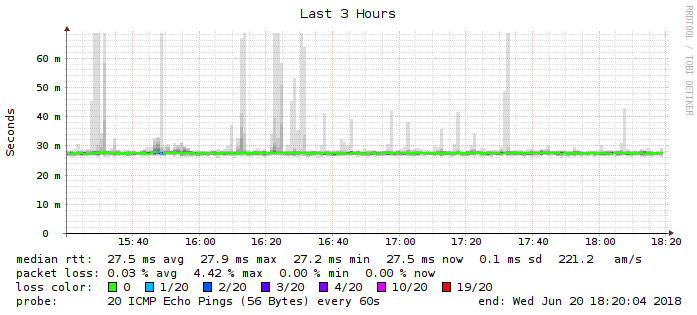 Last 3 Hours
RRDTOOL / TOBI OETIKER
Seconds
60 m
50 m
40 m
30 m
20 m
10 m
0
15:40 16:00 16:20 16:40 17:00 17:20 17:40 18:00 18:20
median rtt: 27.5 ms avg 27.9 ms max 27.2 ms min 27.5 ms now 0.1 ms sd 221.2 am/s
packet loss: 0.03 % avg 4.42 % max 0.00 % min 0.00 % now
loss color: 0 1/20 2/20 3/20 4/20 10/20 19/20
probe: 20 ICMP Echo Pings (56 Bytes) every 60s end: Wed Jun 20 18:20:04 2018